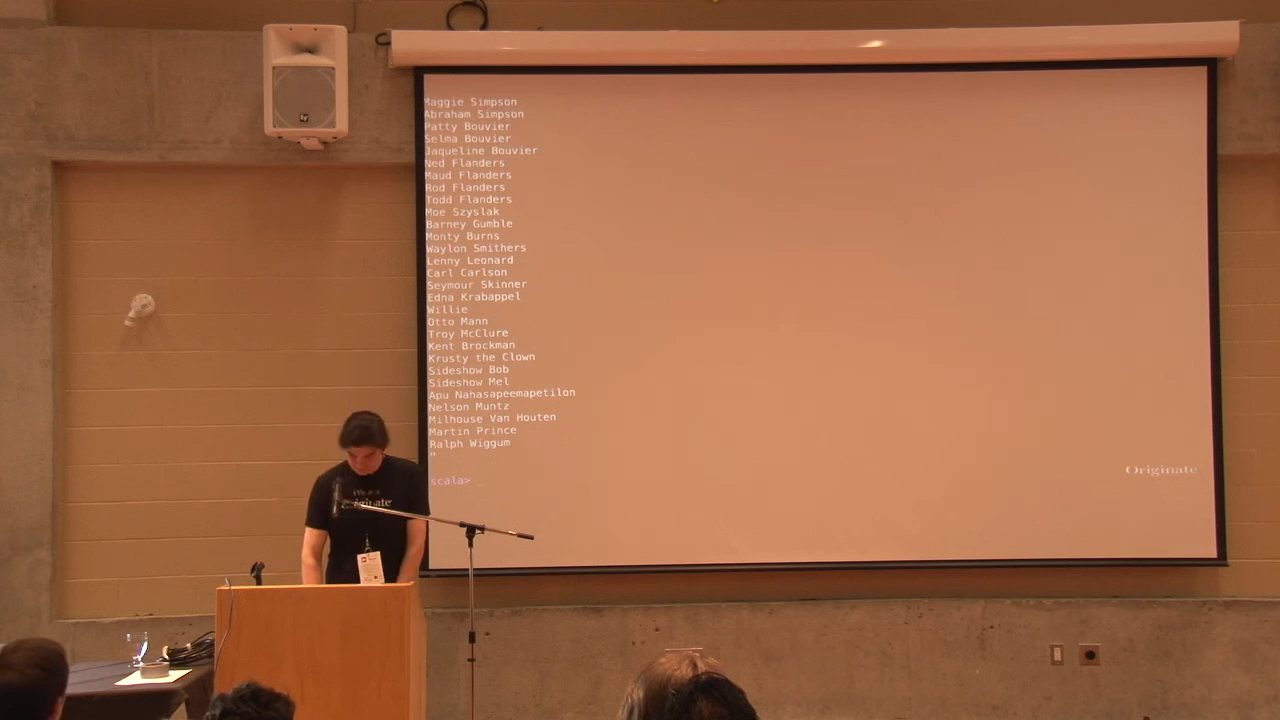 Maggie Simpson
Abraham Simpson
Patty Bouvier
Selma Bouvier
Jaqueline Bouvier
Ned Flanders
Maud Flanders
Rod Flanders
Todd Flanders
Moe Szyslak
Barney Gumble
Monty Burns
Waylon Smithers
Lenny Leonard
Carl Carlson
Seymour Skinner
Edna Krabappel
Willie
Otto Mann
Troy McClure
Kent Brockman
Krusty the Clown
Sideshow Bob
Sideshow Mel
Apu Nahasapeemapetilon
Nelson Muntz
Milhouse Van Houten
Martin Prince
Ralph Wiggum
"
scala> _
Originate
We are
Originate